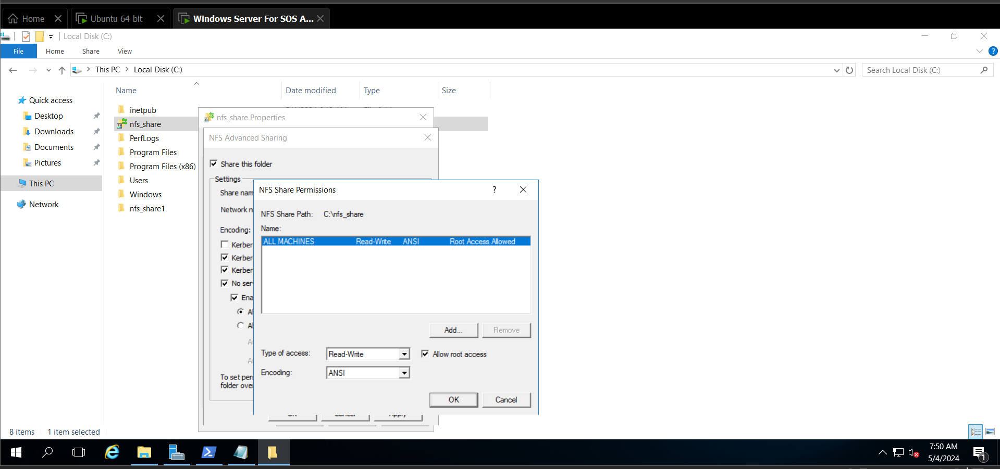 Home
Ubuntu 64-bit
Windows Server For SOS A...
Local Disk (C:)
File Home Share View
This PC > Local Disk (C:)
Search Local Disk (C:)
Name Date modified Type Size
Quick access
Desktop
Downloads
Documents
Pictures
This PC
Network
inetpub
nfs_share
PerfLogs
Program Files
Program Files (x86)
Users
Windows
nfs_share1
nfs_share Properties
NFS Advanced Sharing
Share this folder
Settings
Share nam
Network n
Encoding:
Kerber
Kerber
Kerber
No ser
Ena
Al
Al
To set per
folder over
NFS Share Permissions
?
NFS Share Path: C:\nfs_share
Name:
ALL MACHINES Read-Write ANSI Root Access Allowed
Add... Remove
Type of access: Read-Write Allow root access
Encoding: ANSI
OK Cancel
OK Cancel Apply
8 items 1 item selected
7:50 AM
5/4/2024
1